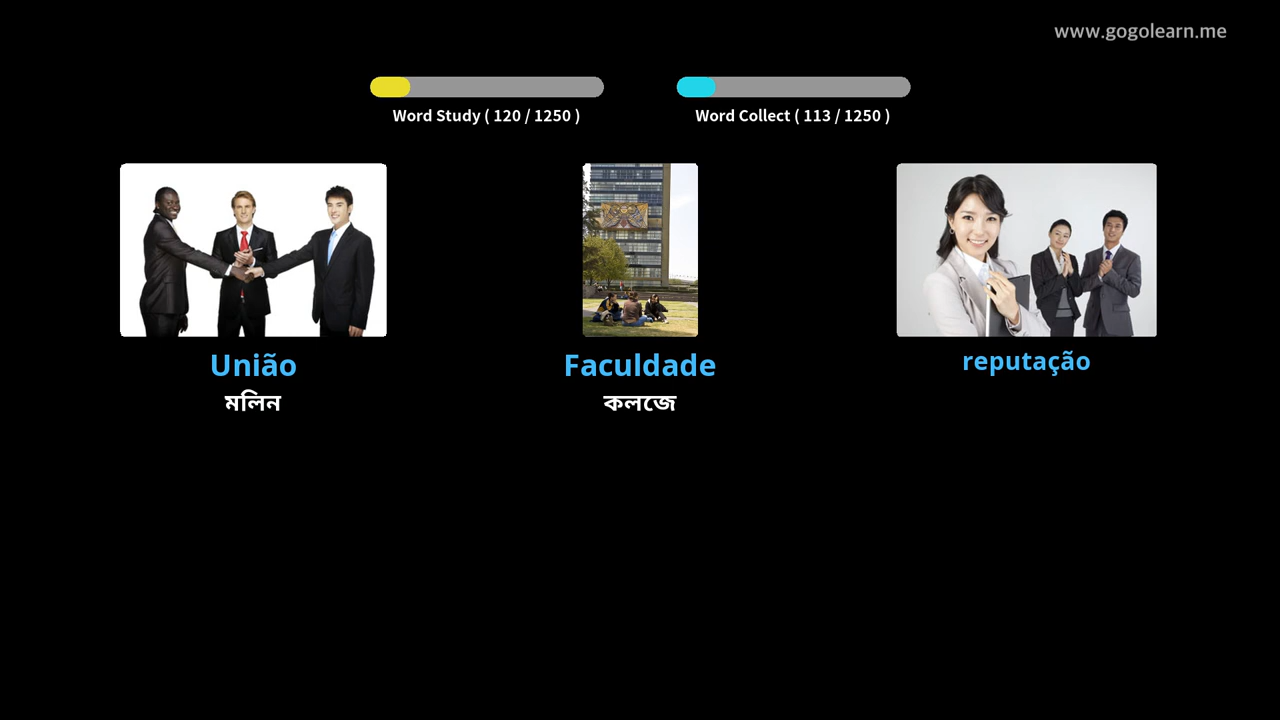 www.gogolearn.me
Word Study ( 120 / 1250 )
Word Collect ( 113 / 1250 )
União
মলিন
Faculdade
কলজে
reputação